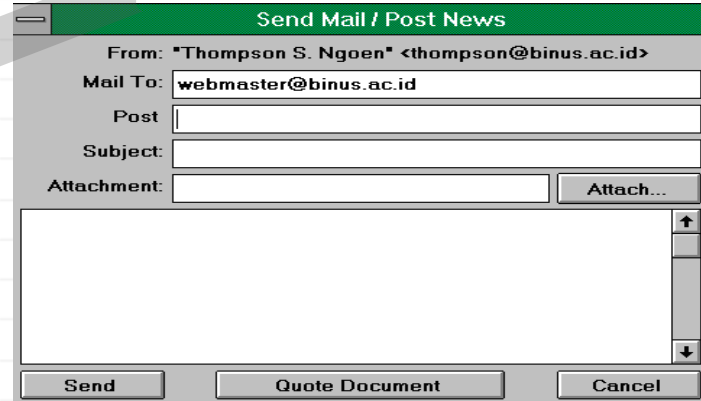 Send Mail / Post News
From: "Thompson S. Ngoen" <thompson@binus.ac.id>
Mail To: webmaster@binus.ac.id
Post
Subject:
Attachment: Attach...
Send Quote Document Cancel